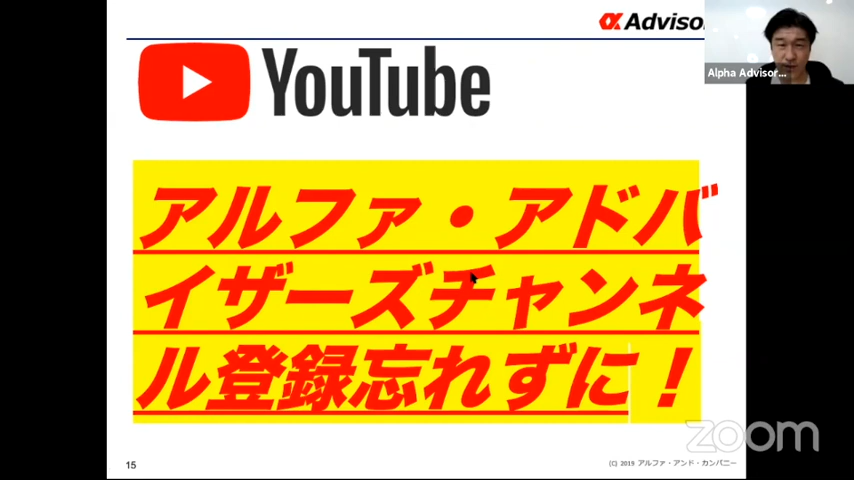 αAdvisor
Alpha Advisor...
YouTube
アルファ・アドバ
イザーズチャンネ
ル登録忘れずに！
zoom
15
(C) 2019 アルファ・アンド・カンパニー